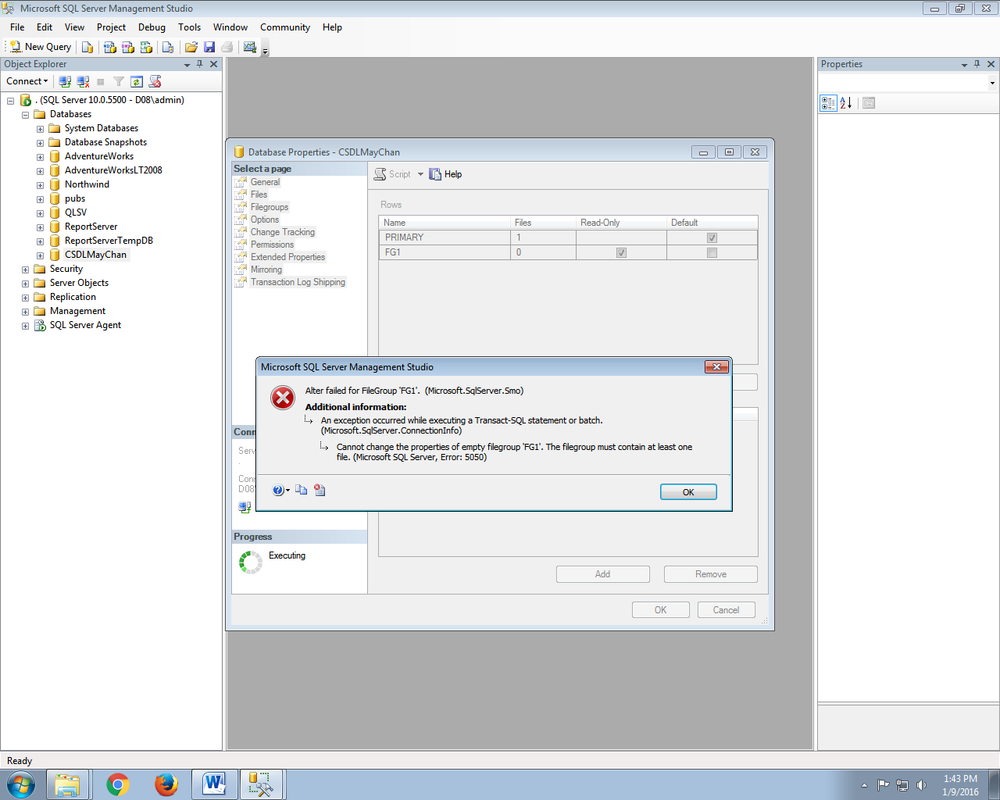 Microsoft SQL Server Management Studio
File Edit View Project Debug Tools Window Community Help
New Query
Object Explorer
Connect
. (SQL Server 10.0.5500 - D08\admin)
Databases
System Databases
Database Snapshots
AdventureWorks
AdventureWorksLT2008
Northwind
pubs
QLSV
ReportServer
ReportServerTempDB
CSDLMayChan
Security
Server Objects
Replication
Management
SQL Server Agent
Database Properties - CSDLMayChan
Select a page
General
Files
Filegroups
Options
Change Tracking
Permissions
Extended Properties
Mirroring
Transaction Log Shipping
Script Help
Rows
Name Files Read-Only Default
PRIMARY 1
FG1 0
Microsoft SQL Server Management Studio
Alter failed for FileGroup 'FG1'. (Microsoft.SqlServer.Smo)
Additional information:
An exception occurred while executing a Transact-SQL statement or batch.
(Microsoft.SqlServer.ConnectionInfo)
Cannot change the properties of empty filegroup 'FG1'. The filegroup must contain at least one
file. (Microsoft SQL Server, Error: 5050)
OK
Progress
Executing
Add Remove
OK Cancel
Properties
Ready
1:43 PM
1/9/2016